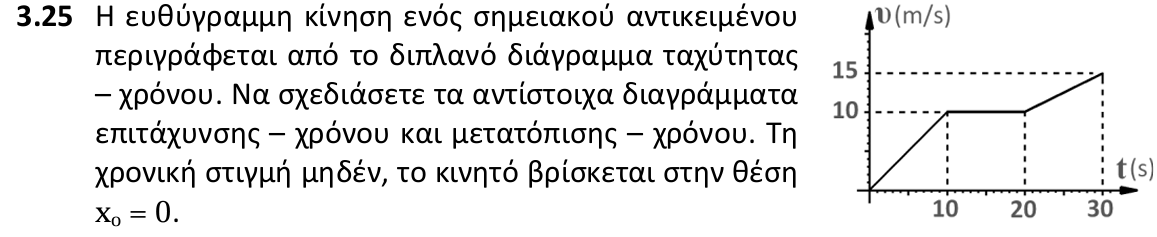 3.25 Η ευθύγραμμη κίνηση ενός σημειακού αντικειμένου
περιγράφεται από το διπλανό διάγραμμα ταχύτητας
– χρόνου. Να σχεδιάσετε τα αντίστοιχα διαγράμματα
επιτάχυνσης – χρόνου και μετατόπισης – χρόνου. Τη
χρονική στιγμή μηδέν, το κινητό βρίσκεται στην θέση
x₀ = 0.
υ(m/s)
15
10
t(s)
10 20 30